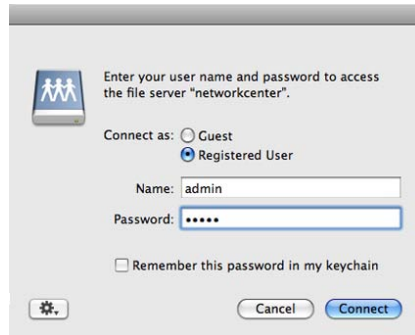 Enter your user name and password to access
the file server "networkcenter".
Connect as: Guest
Registered User
Name: admin
Password: •••••
Remember this password in my keychain
Cancel Connect